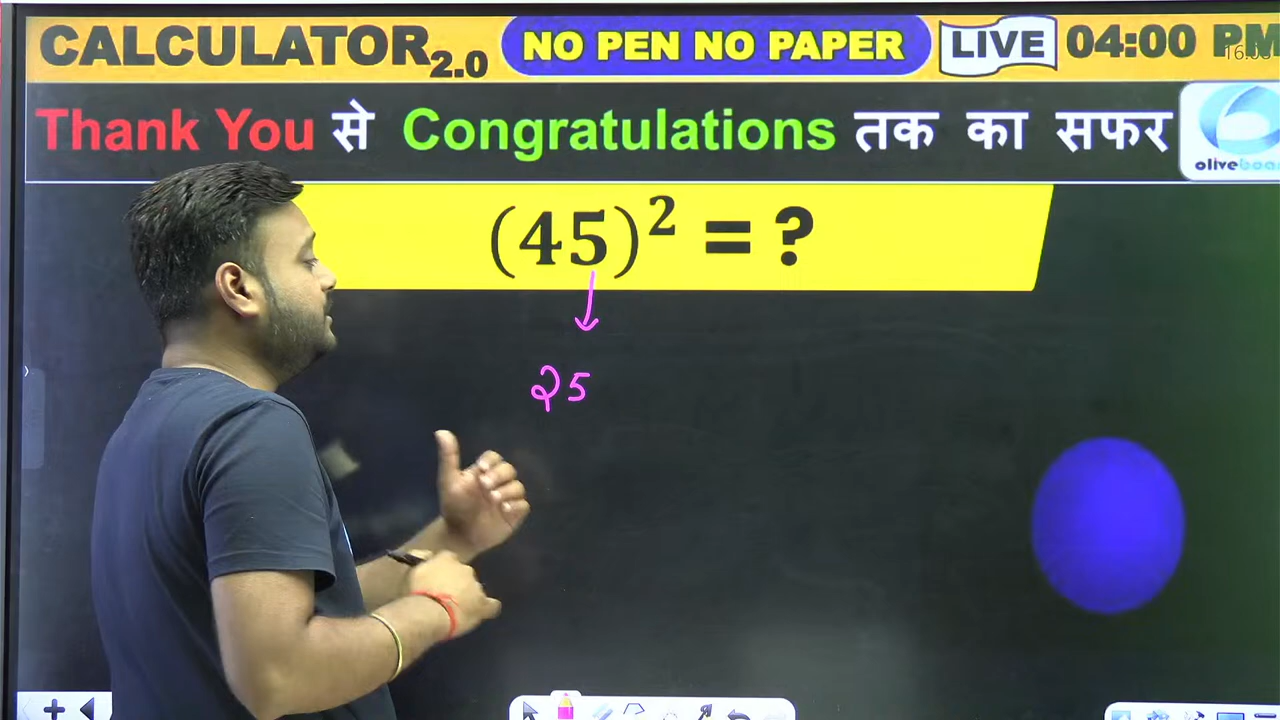 CALCULATOR2.0 NO PEN NO PAPER LIVE 04:00 PM
Thank You से Congratulations तक का सफर
(45)² = ?
25